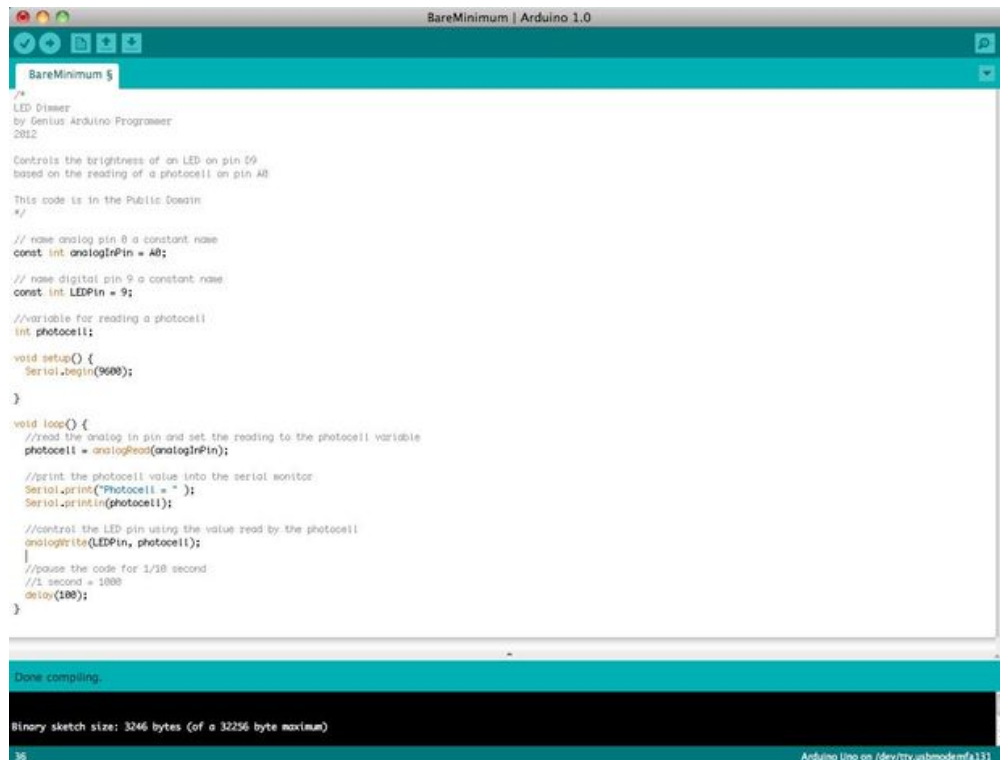 BareMinimum | Arduino 1.0
BareMinimum §
/*
LED Dimmer
by Genius Arduino Programmer
2012
Controls the brightness of an LED on pin D9
based on the reading of a photocell on pin A0
This code is in the Public Domain
*/
// name analog pin 0 a constant name
const int analogInPin = A0;
// name digital pin 9 a constant name
const int LEDPin = 9;
//variable for reading a photocell
int photocell;
void setup() {
Serial.begin(9600);
}
void loop() {
//read the analog in pin and set the reading to the photocell variable
photocell = analogRead(analogInPin);
//print the photocell value into the serial monitor
Serial.print("Photocell = " );
Serial.println(photocell);
//control the LED pin using the value read by the photocell
analogWrite(LEDPin, photocell);
//pause the code for 1/10 second
//1 second = 1000
delay(100);
}
Done compiling.
Binary sketch size: 3246 bytes (of a 32256 byte maximum)
36 Arduino Uno on /dev/tty.usbmodemfa131